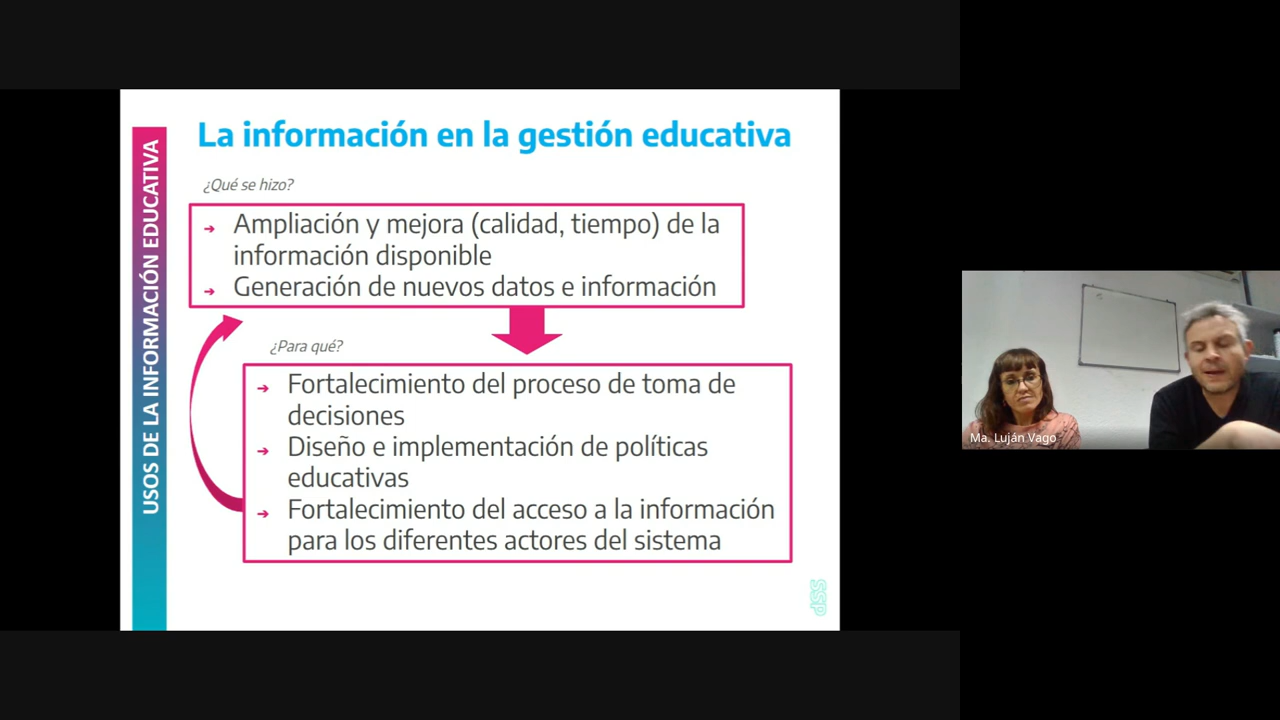 La información en la gestión educativa
USOS DE LA INFORMACIÓN EDUCATIVA
¿Qué se hizo?
➔ Ampliación y mejora (calidad, tiempo) de la
información disponible
➔ Generación de nuevos datos e información
¿Para qué?
➔ Fortalecimiento del proceso de toma de
decisiones
➔ Diseño e implementación de políticas
educativas
➔ Fortalecimiento del acceso a la información
para los diferentes actores del sistema
dSS
Ma. Luján Vago